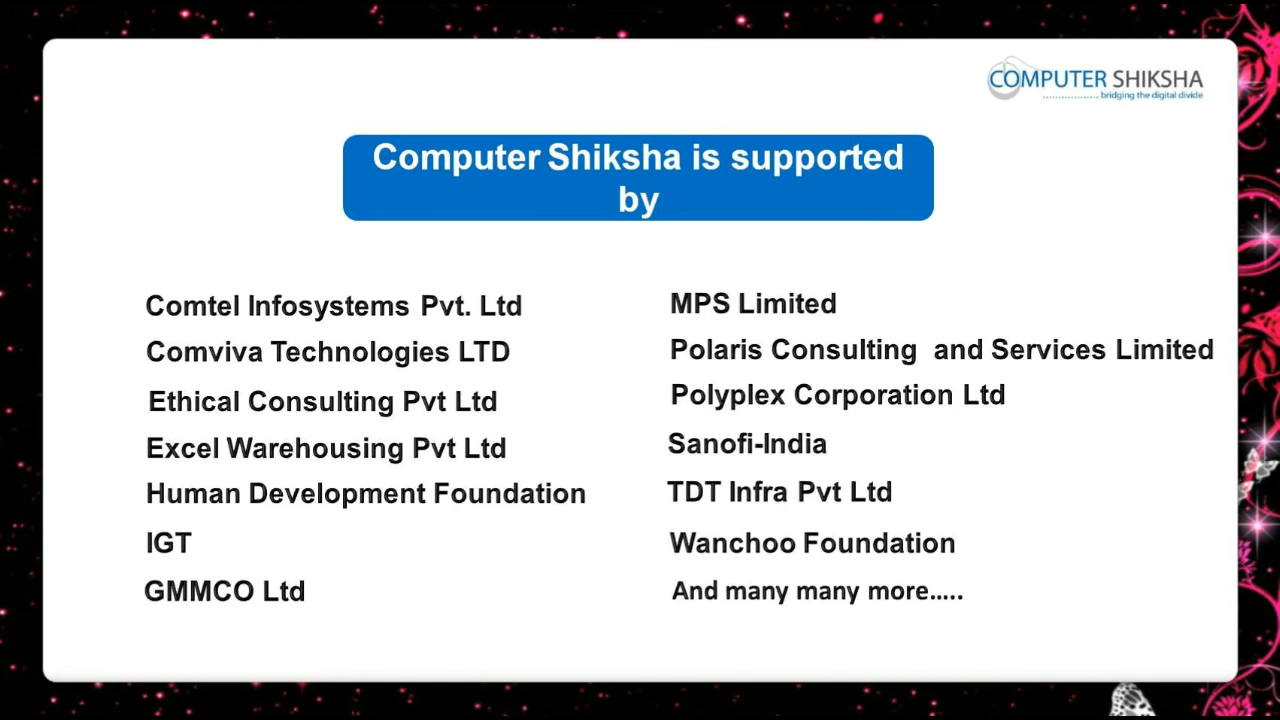 COMPUTER SHIKSHA
bridging the digital divide
Computer Shiksha is supported
by
Comtel Infosystems Pvt. Ltd
Comviva Technologies LTD
Ethical Consulting Pvt Ltd
Excel Warehousing Pvt Ltd
Human Development Foundation
IGT
GMMCO Ltd
MPS Limited
Polaris Consulting and Services Limited
Polyplex Corporation Ltd
Sanofi-India
TDT Infra Pvt Ltd
Wanchoo Foundation
And many many more.....